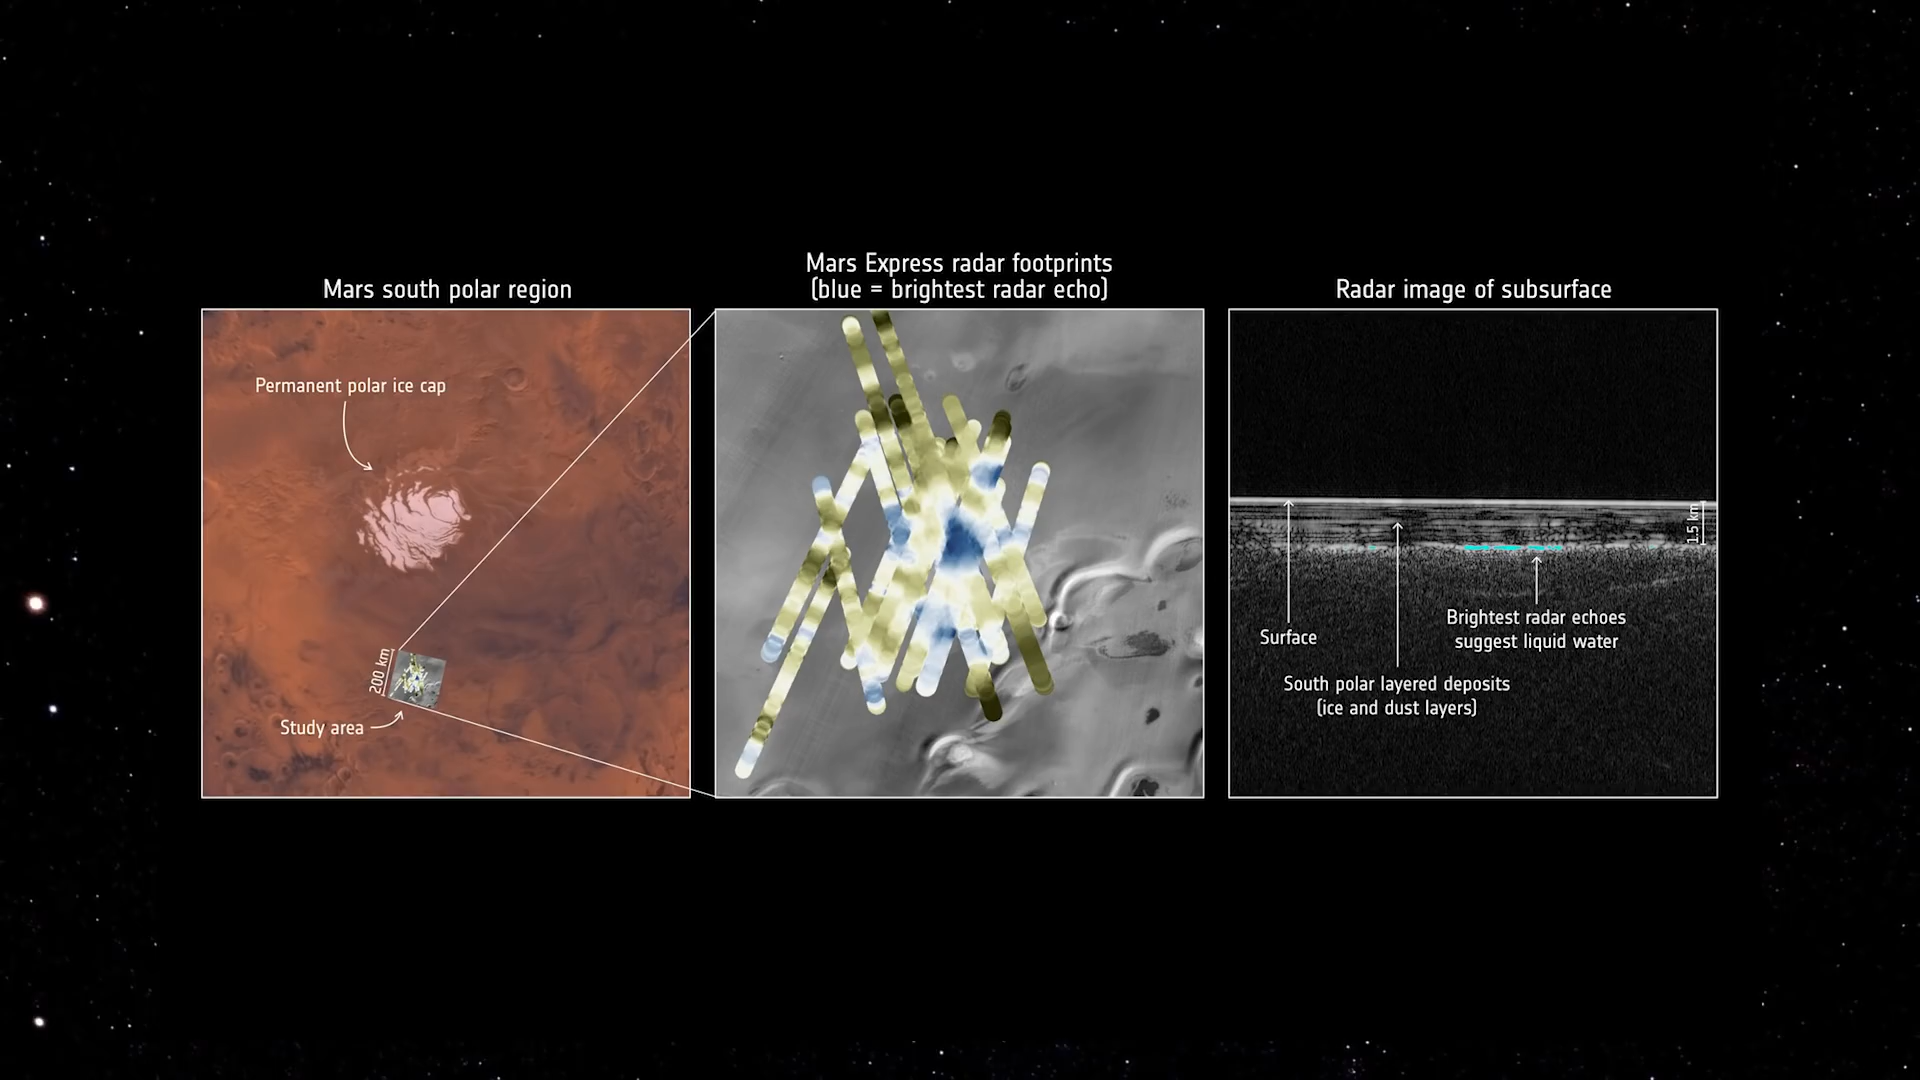 Mars south polar region
Permanent polar ice cap
200 km
Study area
Mars Express radar footprints
(blue = brightest radar echo)
Radar image of subsurface
1.5 km
Surface
Brightest radar echoes
suggest liquid water
South polar layered deposits
(ice and dust layers)